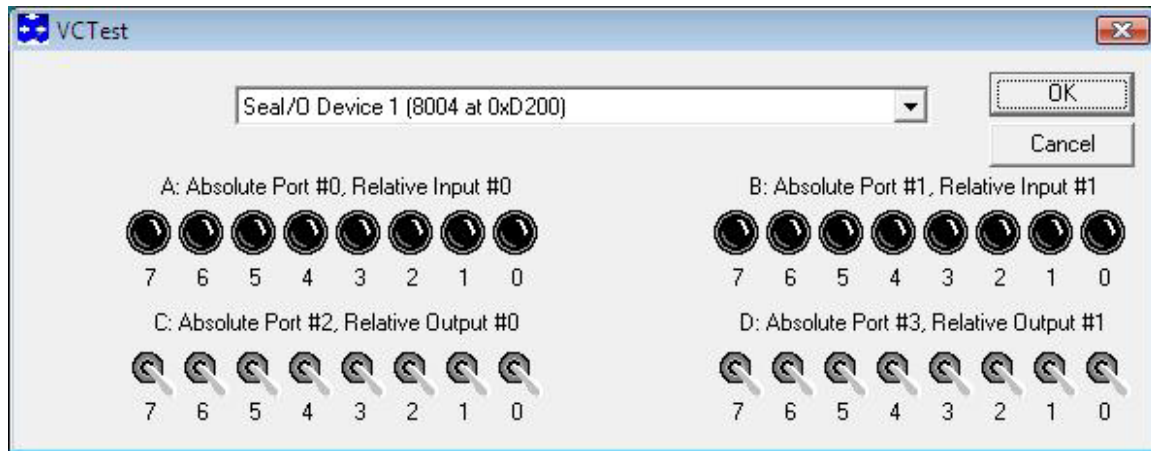 VCTest
SeaI/O Device 1 (8004 at 0xD200)
OK
Cancel
A: Absolute Port #0, Relative Input #0
B: Absolute Port #1, Relative Input #1
7 6 5 4 3 2 1 0
7 6 5 4 3 2 1 0
C: Absolute Port #2, Relative Output #0
D: Absolute Port #3, Relative Output #1
7 6 5 4 3 2 1 0
7 6 5 4 3 2 1 0